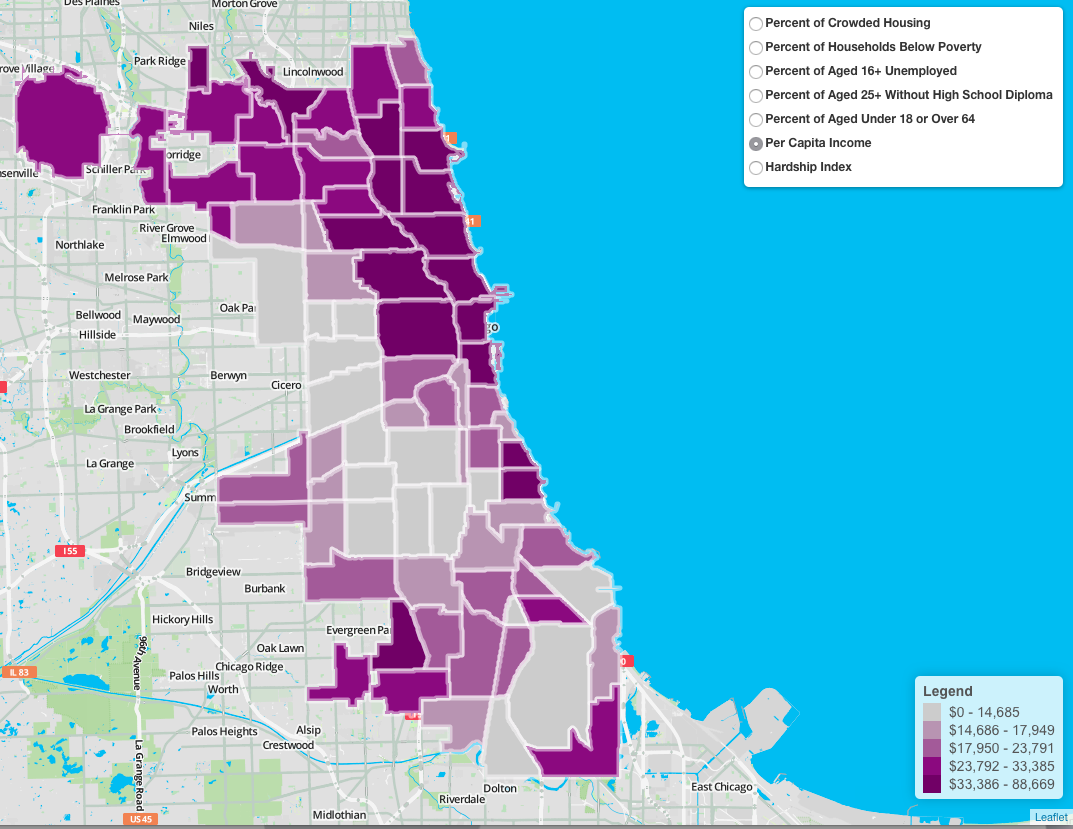 Des Plaines
Morton Grove
Niles
Park Ridge
Lincolnwood
rove Village
orridge
Schiller Park
nsenville
Franklin Park
River Grove
Elmwood
Northlake
Melrose Park
Oak Pa
Bellwood
Maywood
Hillside
go
Westchester
Berwyn
Cicero
La Grange Park
Brookfield
Lyons
La Grange
Summ
I 55
Bridgeview
Burbank
Hickory Hills
Evergreen Pa
96th Avenue
Oak Lawn
Chicago Ridge
IL 83
Palos Hills
Worth
Palos Heights
Alsip
Crestwood
La Grange Road
East Chicago
Dolton
Riverdale
Midlothian
US 45
Percent of Crowded Housing
Percent of Households Below Poverty
Percent of Aged 16+ Unemployed
Percent of Aged 25+ Without High School Diploma
Percent of Aged Under 18 or Over 64
Per Capita Income
Hardship Index
Legend
$0 - 14,685
$14,686 - 17,949
$17,950 - 23,791
$23,792 - 33,385
$33,386 - 88,669
Leaflet